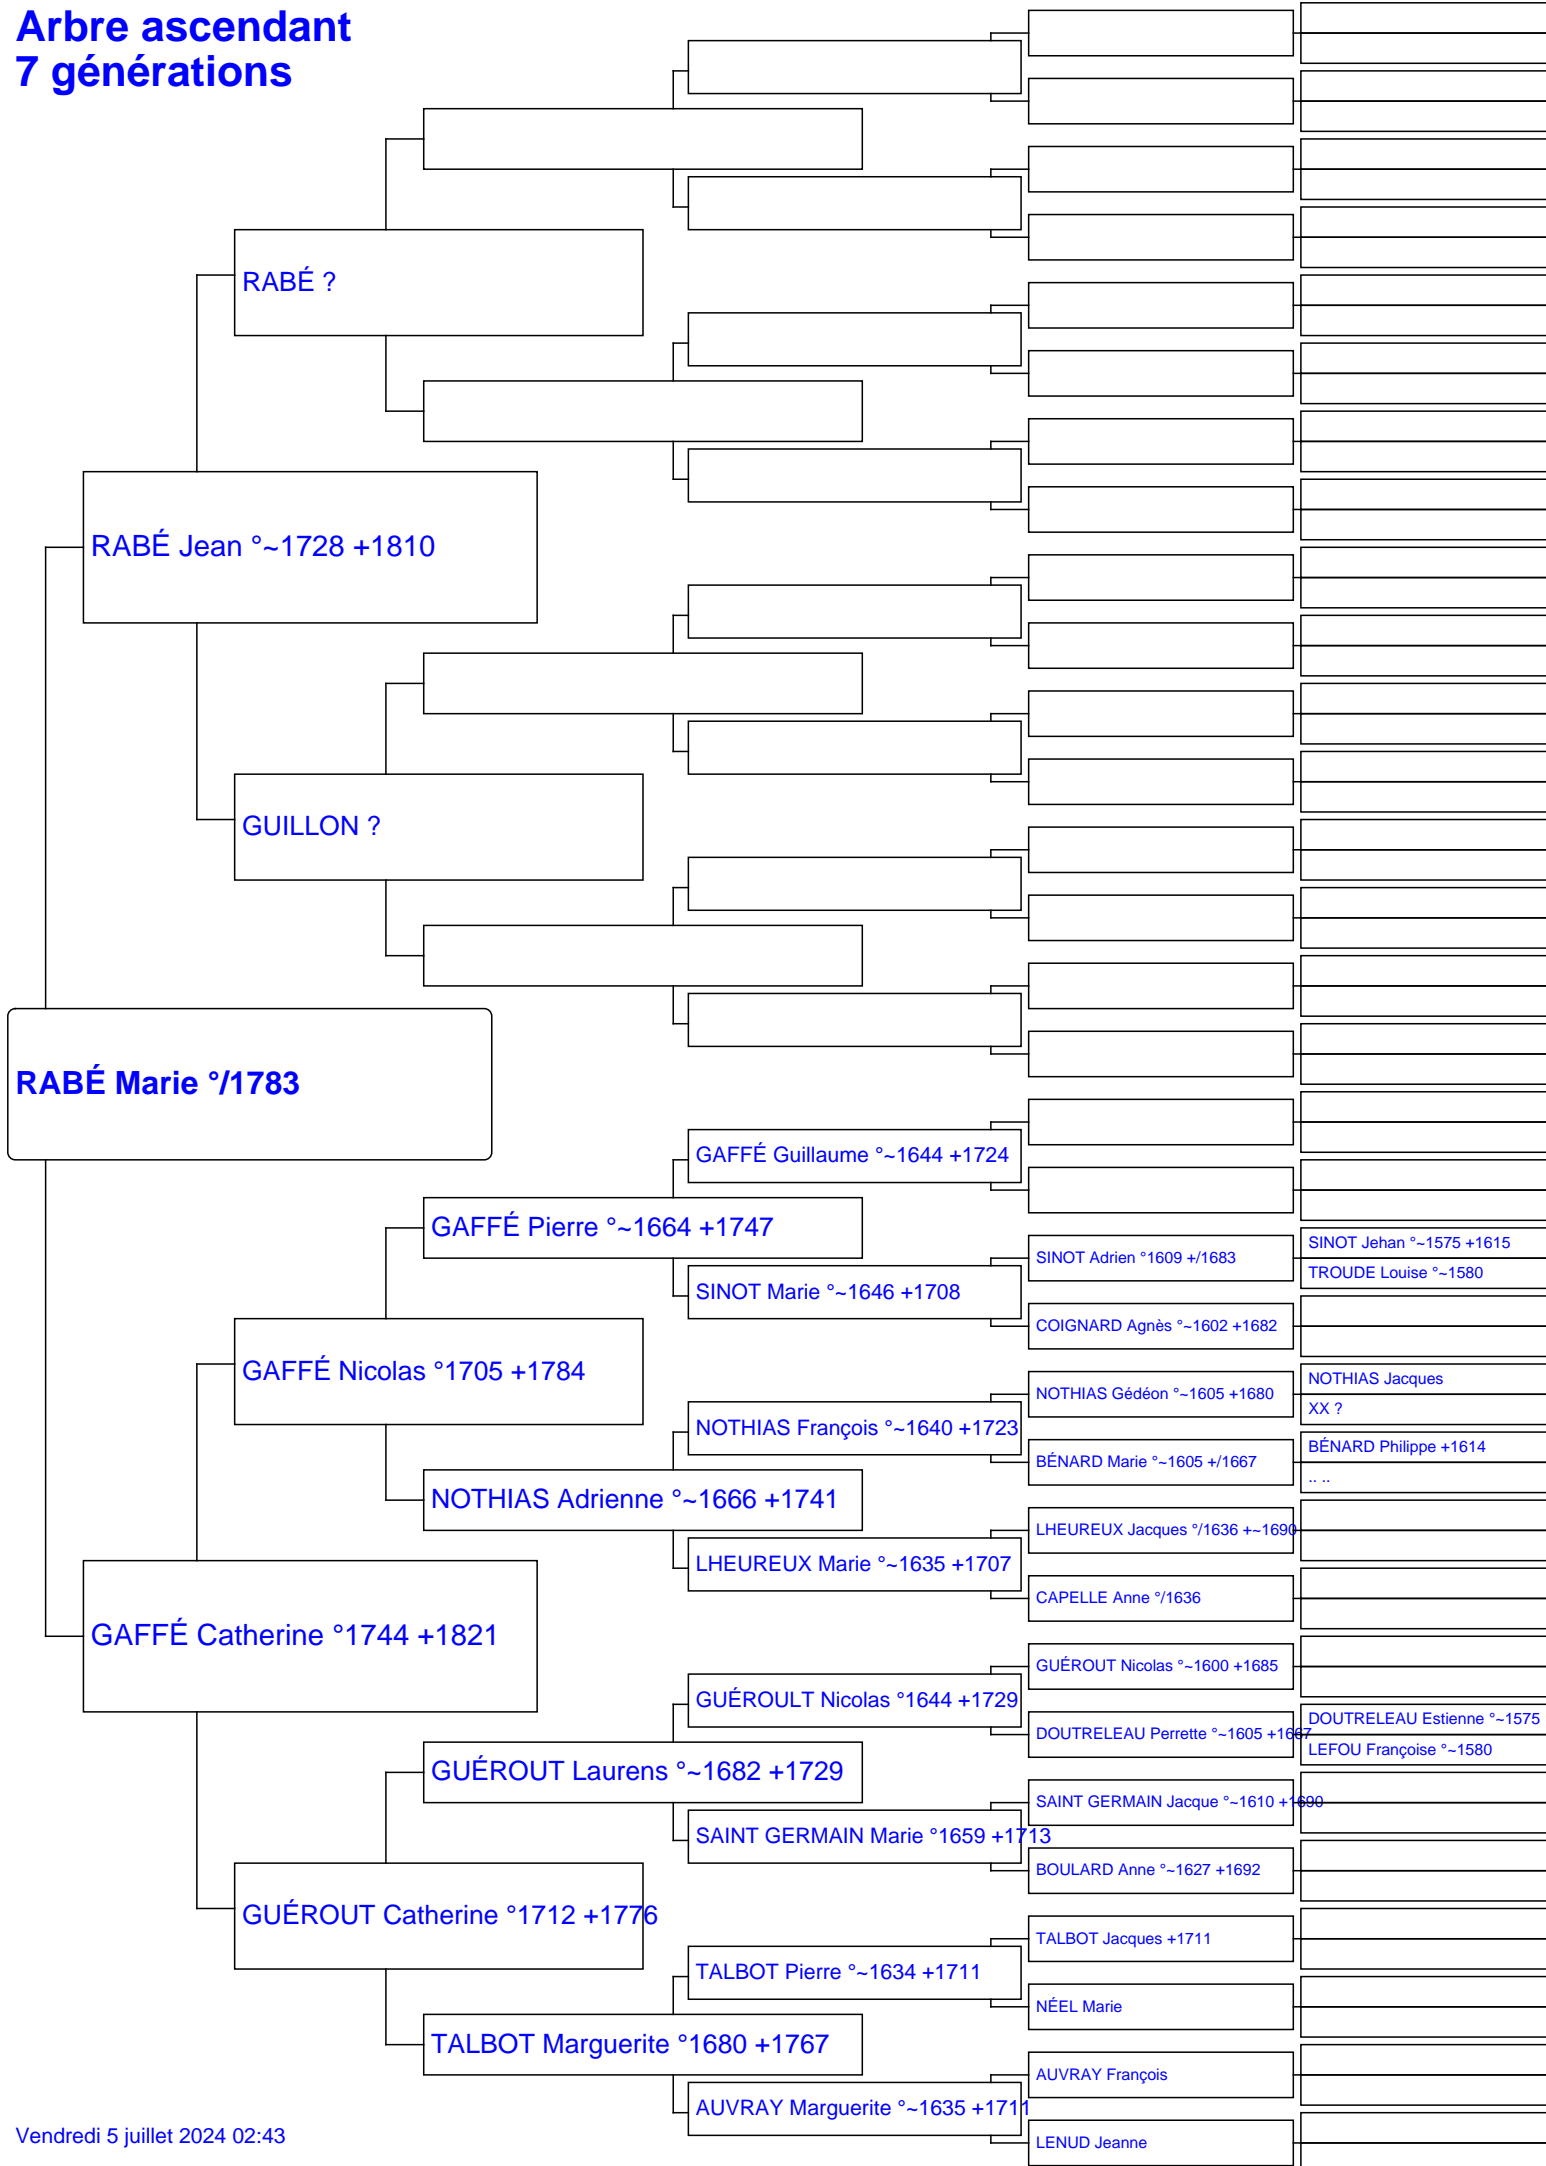 Arbre ascendant
7 générations
RABÉ ?
RABÉ Jean °~1728 +1810
GUILLON ?
RABÉ Marie °/1783
GAFFÉ Guillaume °~1644 +1724
GAFFÉ Pierre °~1664 +1747
SINOT Jehan °~1575 +1615
SINOT Adrien °1609 +/1683
TROUDE Louise °~1580
SINOT Marie °~1646 +1708
COIGNARD Agnès °~1602 +1682
GAFFÉ Nicolas °1705 +1784
NOTHIAS Jacques
NOTHIAS Gédéon °~1605 +1680
XX ?
NOTHIAS François °~1640 +1723
BÉNARD Philippe +1614
BÉNARD Marie °~1605 +/1667
.. ..
NOTHIAS Adrienne °~1666 +1741
LHEUREUX Jacques °/1636 +~1690
LHEUREUX Marie °~1635 +1707
CAPELLE Anne °/1636
GAFFÉ Catherine °1744 +1821
GUÉROUT Nicolas °~1600 +1685
GUÉROULT Nicolas °1644 +1729
DOUTRELEAU Estienne °~1575
DOUTRELEAU Perrette °~1605 +1667
LEFOU Françoise °~1580
GUÉROUT Laurens °~1682 +1729
SAINT GERMAIN Jacque °~1610 +1690
SAINT GERMAIN Marie °1659 +1713
BOULARD Anne °~1627 +1692
GUÉROUT Catherine °1712 +1776
TALBOT Jacques +1711
TALBOT Pierre °~1634 +1711
NÉEL Marie
TALBOT Marguerite °1680 +1767
AUVRAY François
AUVRAY Marguerite °~1635 +1711
LENUD Jeanne
Vendredi 5 juillet 2024 02:43